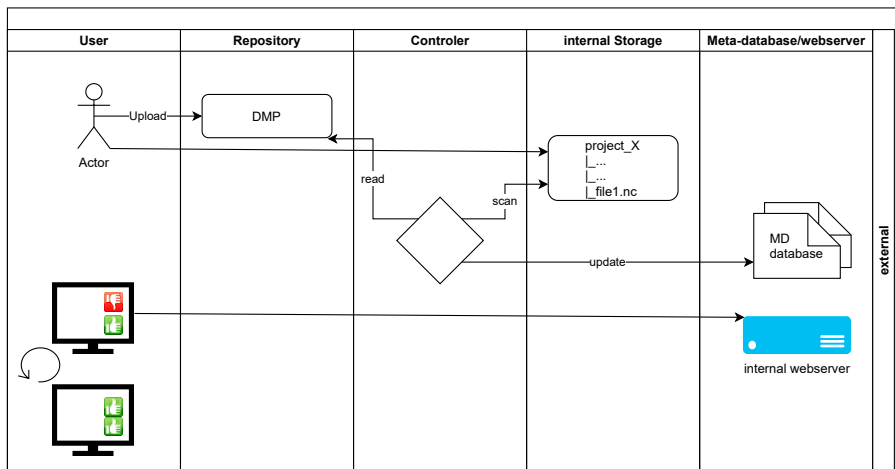 User
Repository
Controler
internal Storage
Meta-database/webserver
external
Upload
DMP
Actor
project_X
|_...
|_...
|_file1.nc
read
scan
MD
database
update
internal webserver